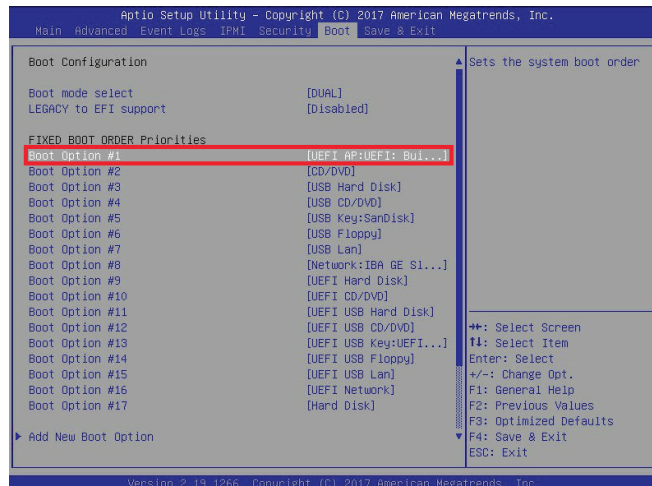 Aptio Setup Utility – Copyright (C) 2017 American Megatrends, Inc.
Main Advanced Event Logs IPMI Security Boot Save & Exit
Boot Configuration
Boot mode select [DUAL]
LEGACY to EFI support [Disabled]
FIXED BOOT ORDER Priorities
Boot Option #1 [UEFI AP:UEFI: Bui...]
Boot Option #2 [CD/DVD]
Boot Option #3 [USB Hard Disk]
Boot Option #4 [USB CD/DVD]
Boot Option #5 [USB Key:SanDisk]
Boot Option #6 [USB Floppy]
Boot Option #7 [USB Lan]
Boot Option #8 [Network:IBA GE Sl...]
Boot Option #9 [UEFI Hard Disk]
Boot Option #10 [UEFI CD/DVD]
Boot Option #11 [UEFI USB Hard Disk]
Boot Option #12 [UEFI USB CD/DVD]
Boot Option #13 [UEFI USB Key:UEFI...]
Boot Option #14 [UEFI USB Floppy]
Boot Option #15 [UEFI USB Lan]
Boot Option #16 [UEFI Network]
Boot Option #17 [Hard Disk]
▶ Add New Boot Option
Sets the system boot order
→←: Select Screen
↑↓: Select Item
Enter: Select
+/-: Change Opt.
F1: General Help
F2: Previous Values
F3: Optimized Defaults
F4: Save & Exit
ESC: Exit
Version 2.19.1266. Copyright (C) 2017 American Megatrends, Inc.